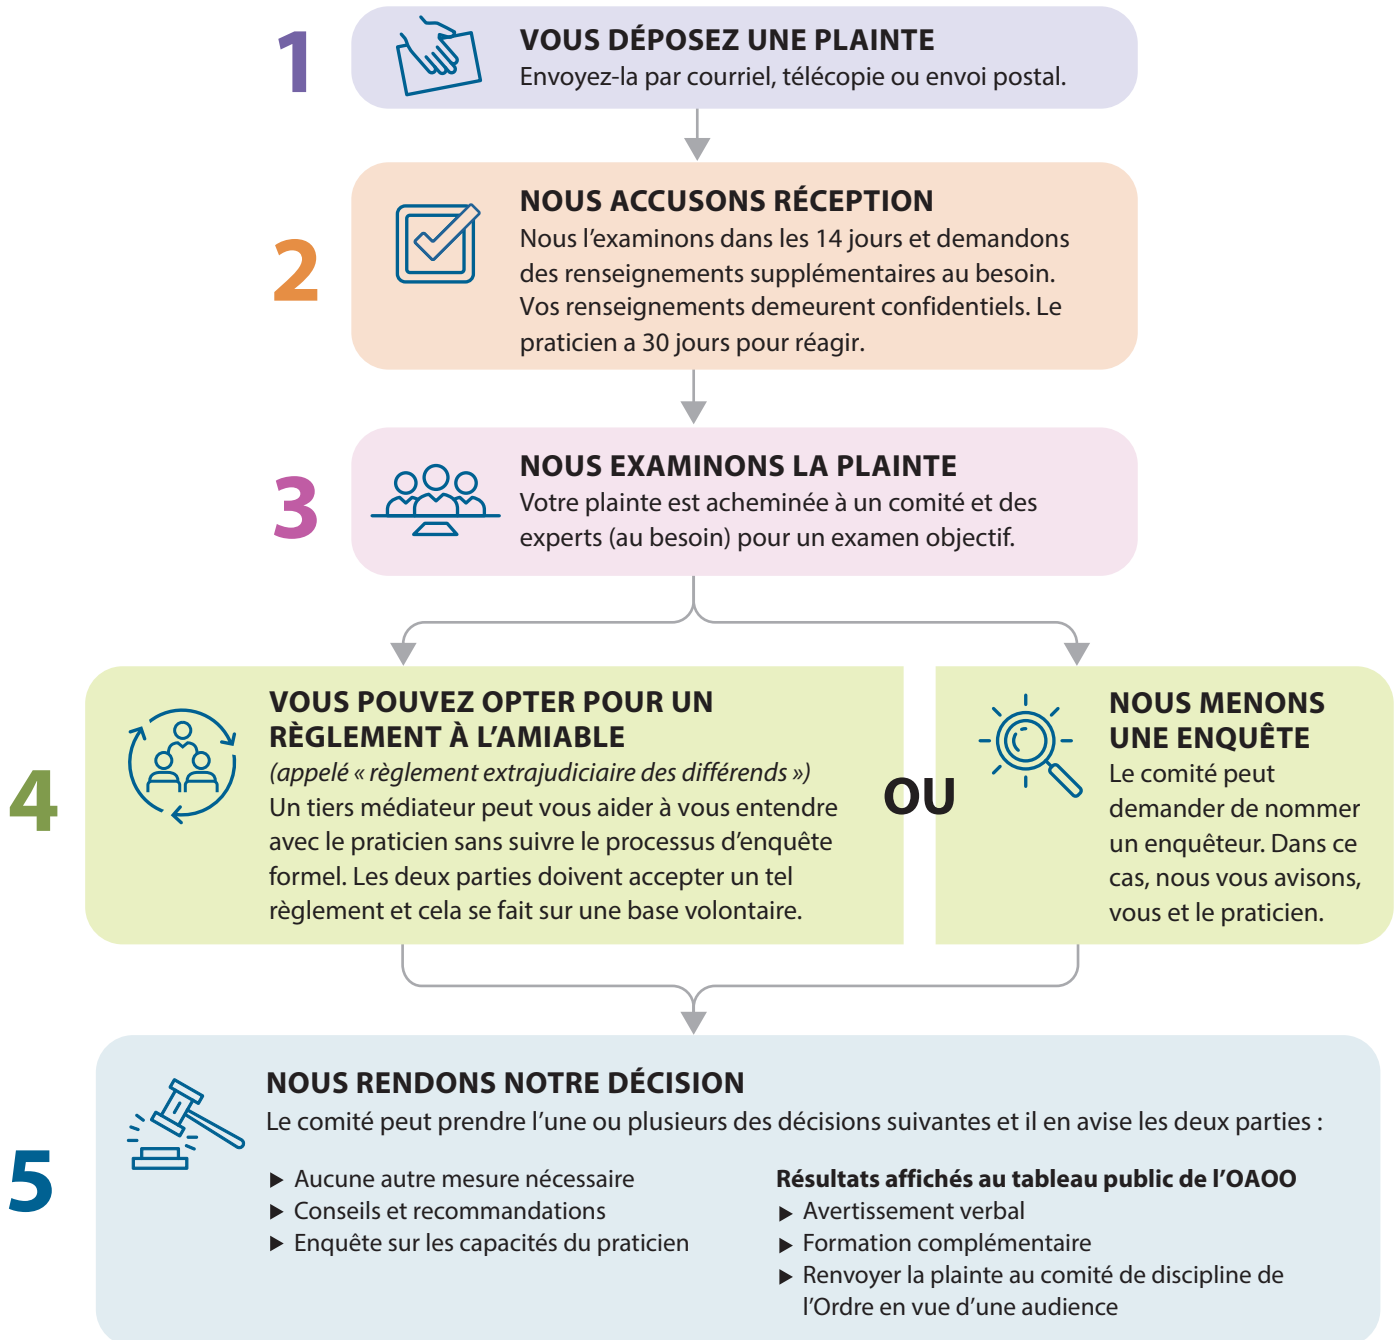 1
VOUS DÉPOSEZ UNE PLAINTE
Envoyez-la par courriel, télécopie ou envoi postal.
2
NOUS ACCUSONS RÉCEPTION
Nous l'examinons dans les 14 jours et demandons
des renseignements supplémentaires au besoin.
Vos renseignements demeurent confidentiels. Le
praticien a 30 jours pour réagir.
3
NOUS EXAMINONS LA PLAINTE
Votre plainte est acheminée à un comité et des
experts (au besoin) pour un examen objectif.
4
VOUS POUVEZ OPTER POUR UN
RÈGLEMENT À L’AMIABLE
(appelé « règlement extrajudiciaire des différends »)
Un tiers médiateur peut vous aider à vous entendre
avec le praticien sans suivre le processus d’enquête
formel. Les deux parties doivent accepter un tel
règlement et cela se fait sur une base volontaire.
OU
NOUS MENONS
UNE ENQUÊTE
Le comité peut
demander de nommer
un enquêteur. Dans ce
cas, nous vous avisons,
vous et le praticien.
5
NOUS RENDONS NOTRE DÉCISION
Le comité peut prendre l’une ou plusieurs des décisions suivantes et il en avise les deux parties :
▶ Aucune autre mesure nécessaire
▶ Conseils et recommandations
▶ Enquête sur les capacités du praticien
Résultats affichés au tableau public de l’OAOO
▶ Avertissement verbal
▶ Formation complémentaire
▶ Renvoyer la plainte au comité de discipline de
l’Ordre en vue d’une audience